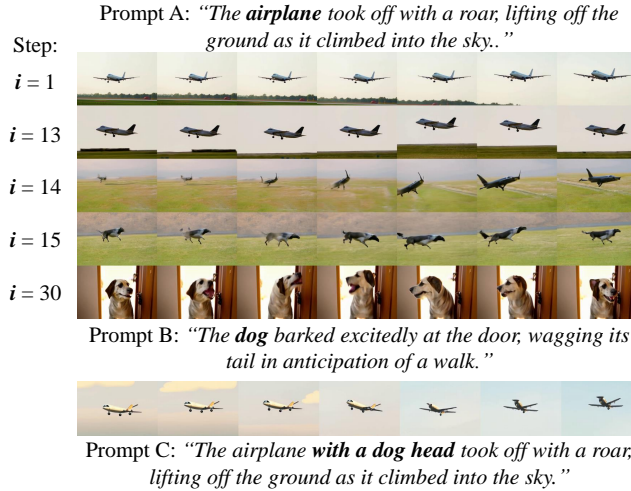 Prompt A: “The airplane took off with a roar, lifting off the
ground as it climbed into the sky..”
Step:
i = 1
i = 13
i = 14
i = 15
i = 30
Prompt B: “The dog barked excitedly at the door, wagging its
tail in anticipation of a walk.”
Prompt C: “The airplane with a dog head took off with a roar,
lifting off the ground as it climbed into the sky.”